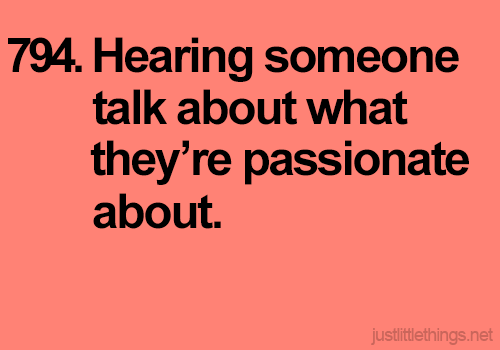 794. Hearing someone
talk about what
they’re passionate
about.
justlittlethings.net